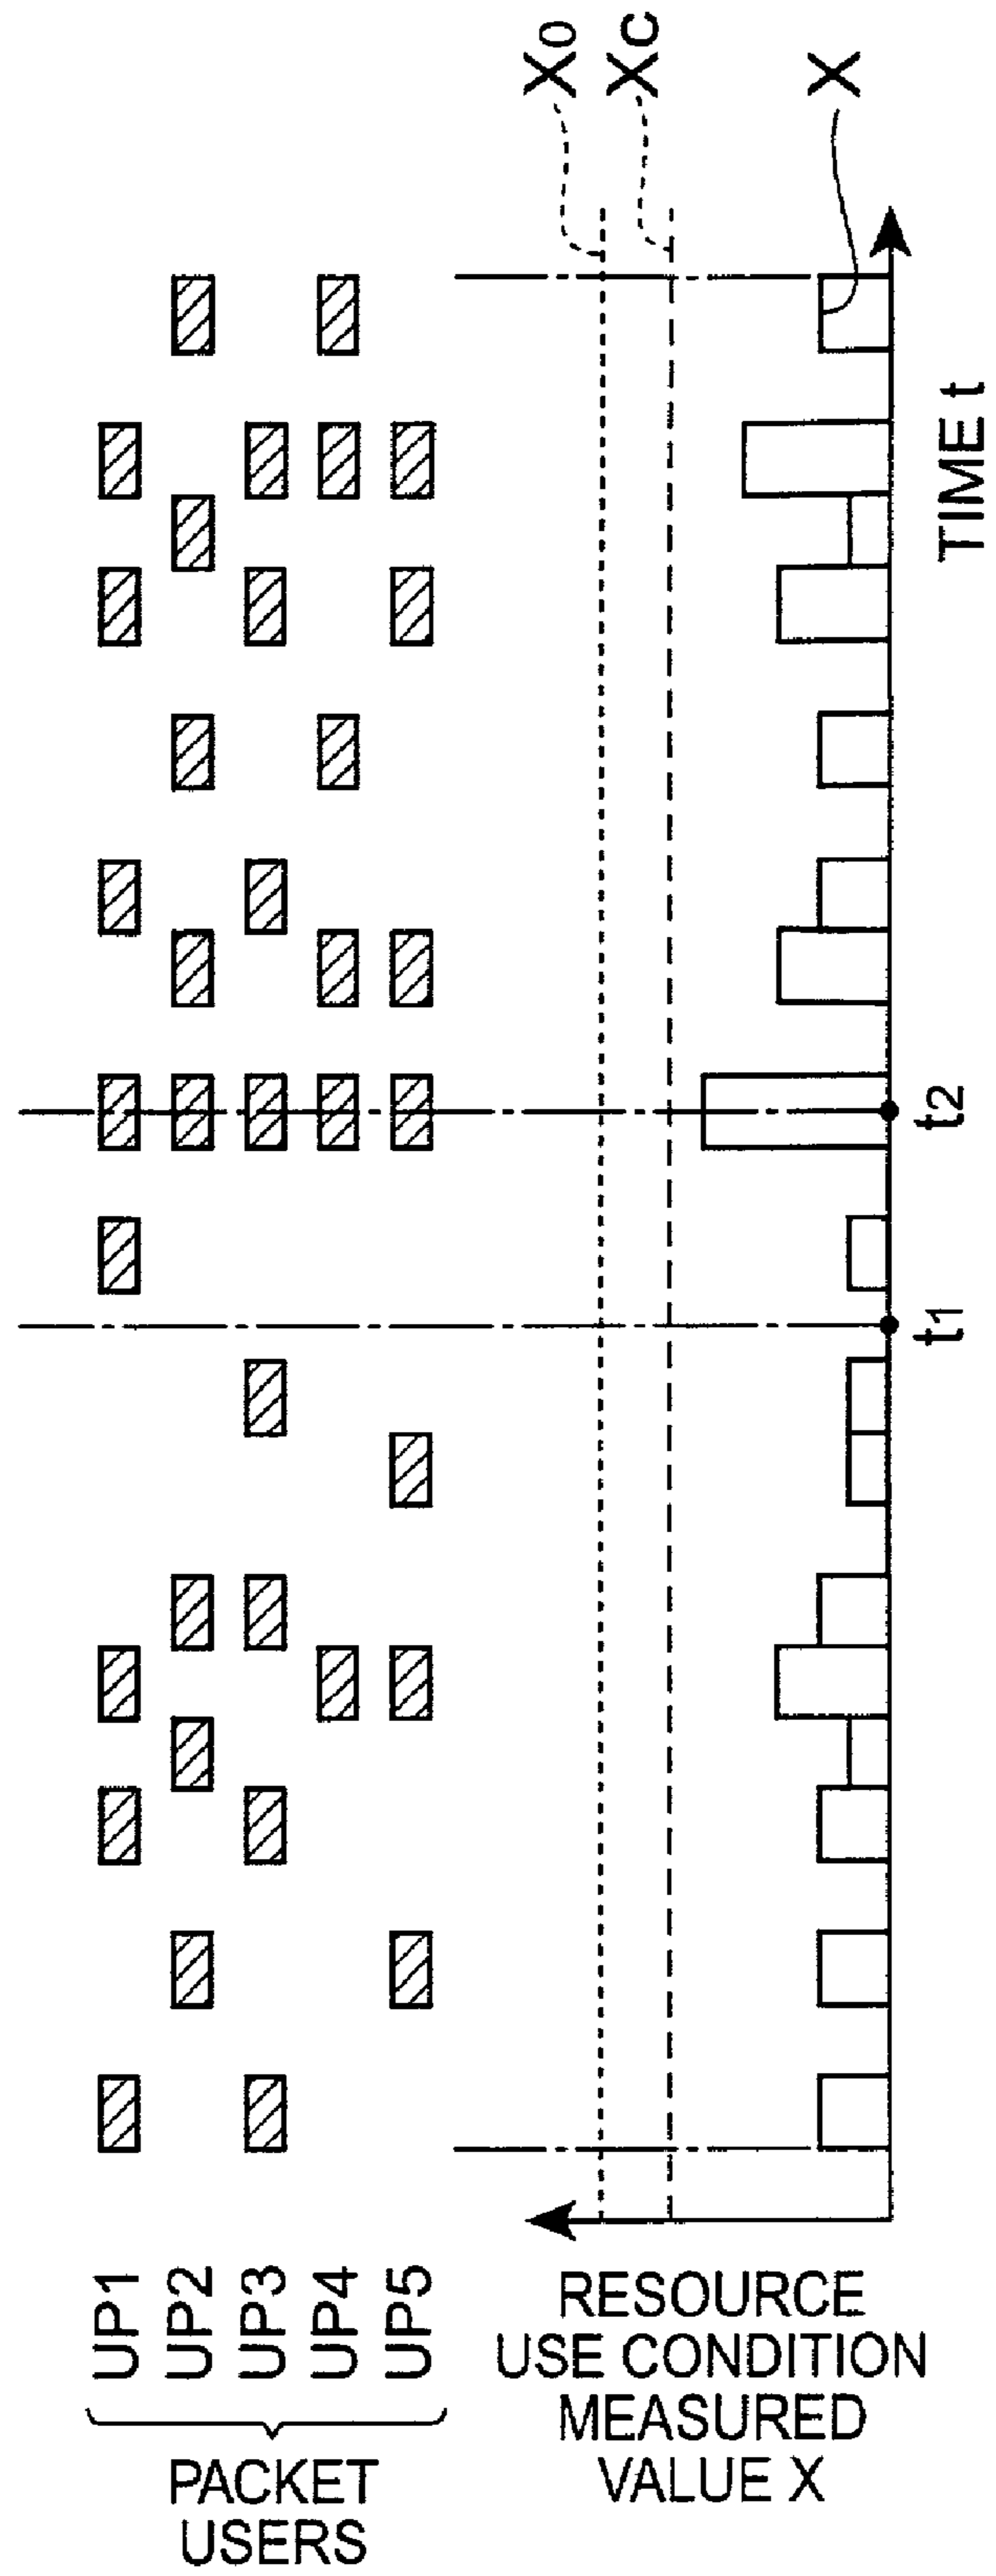 UP1
UP2
UP3
UP4
UP5
PACKET
USERS
X0
XC
X
RESOURCE
USE CONDITION
MEASURED
VALUE X
t1
t2
TIME t